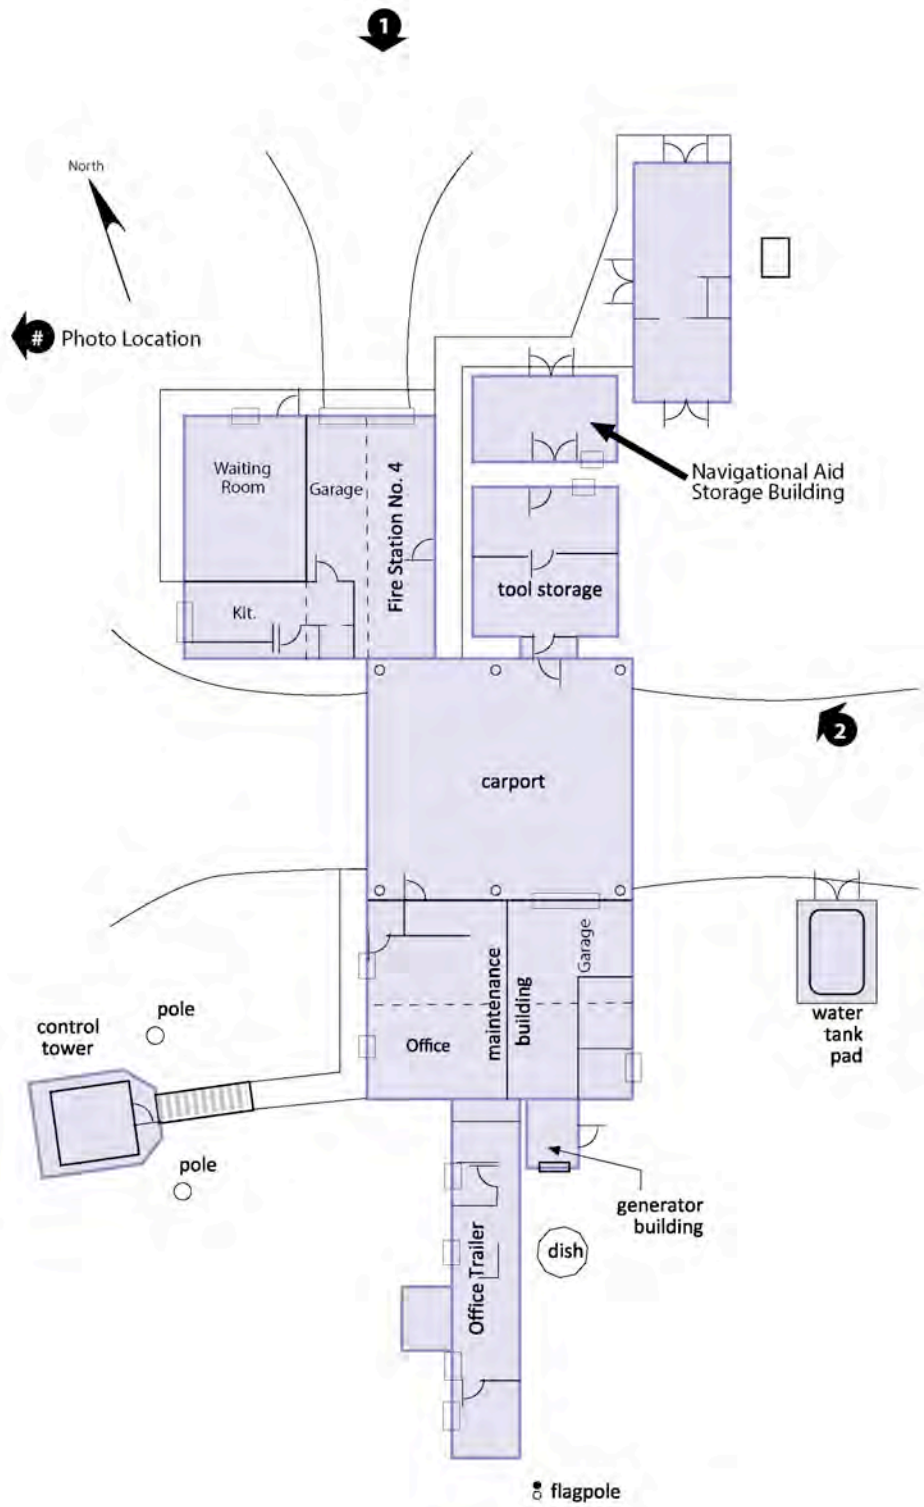 1
North
# Photo Location
Waiting
Room
Garage
Fire Station No. 4
Navigational Aid
Storage Building
Kit.
tool storage
2
carport
Garage
maintenance
building
Office
water
tank
pad
pole
control
tower
pole
generator
building
dish
Office Trailer
flagpole